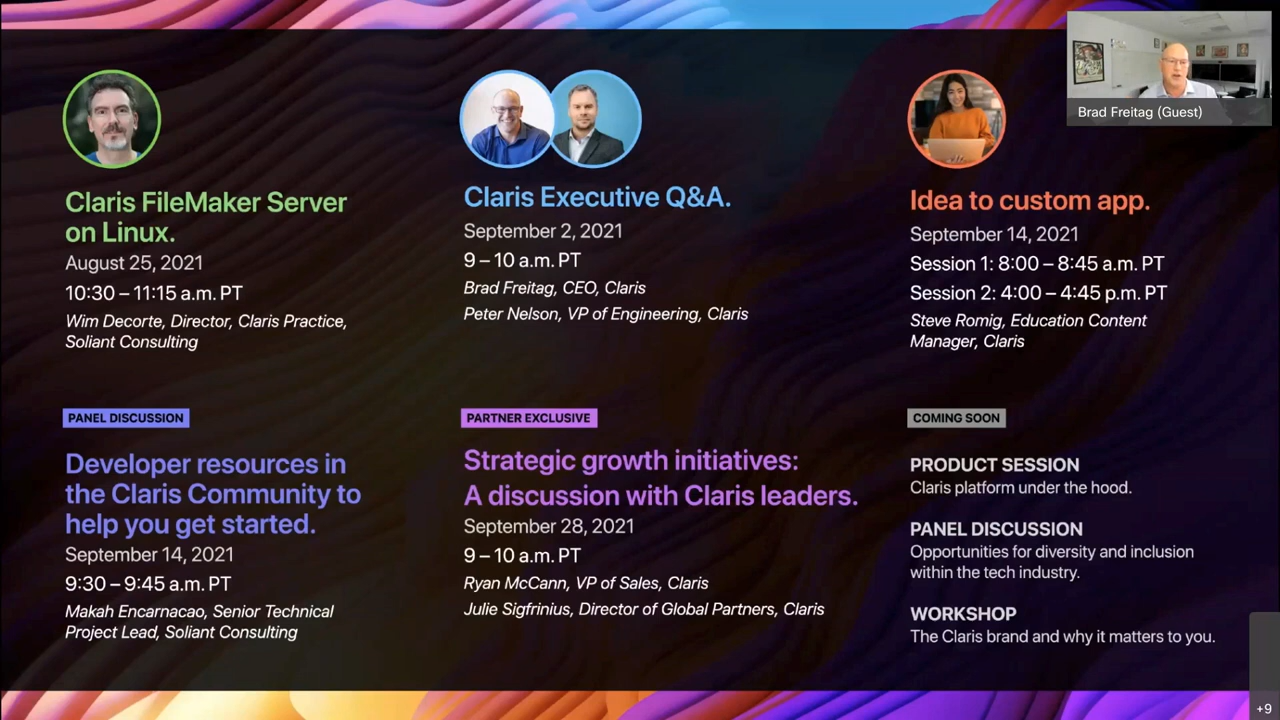 Brad Freitag (Guest)
Claris FileMaker Server
on Linux.
August 25, 2021
10:30 – 11:15 a.m. PT
Wim Decorte, Director, Claris Practice,
Soliant Consulting
Claris Executive Q&A.
September 2, 2021
9 – 10 a.m. PT
Brad Freitag, CEO, Claris
Peter Nelson, VP of Engineering, Claris
Idea to custom app.
September 14, 2021
Session 1: 8:00 – 8:45 a.m. PT
Session 2: 4:00 – 4:45 p.m. PT
Steve Romig, Education Content
Manager, Claris
PANEL DISCUSSION
Developer resources in
the Claris Community to
help you get started.
September 14, 2021
9:30 – 9:45 a.m. PT
Makah Encarnacao, Senior Technical
Project Lead, Soliant Consulting
PARTNER EXCLUSIVE
Strategic growth initiatives:
A discussion with Claris leaders.
September 28, 2021
9 – 10 a.m. PT
Ryan McCann, VP of Sales, Claris
Julie Sigfrinius, Director of Global Partners, Claris
COMING SOON
PRODUCT SESSION
Claris platform under the hood.
PANEL DISCUSSION
Opportunities for diversity and inclusion
within the tech industry.
WORKSHOP
The Claris brand and why it matters to you.
+9